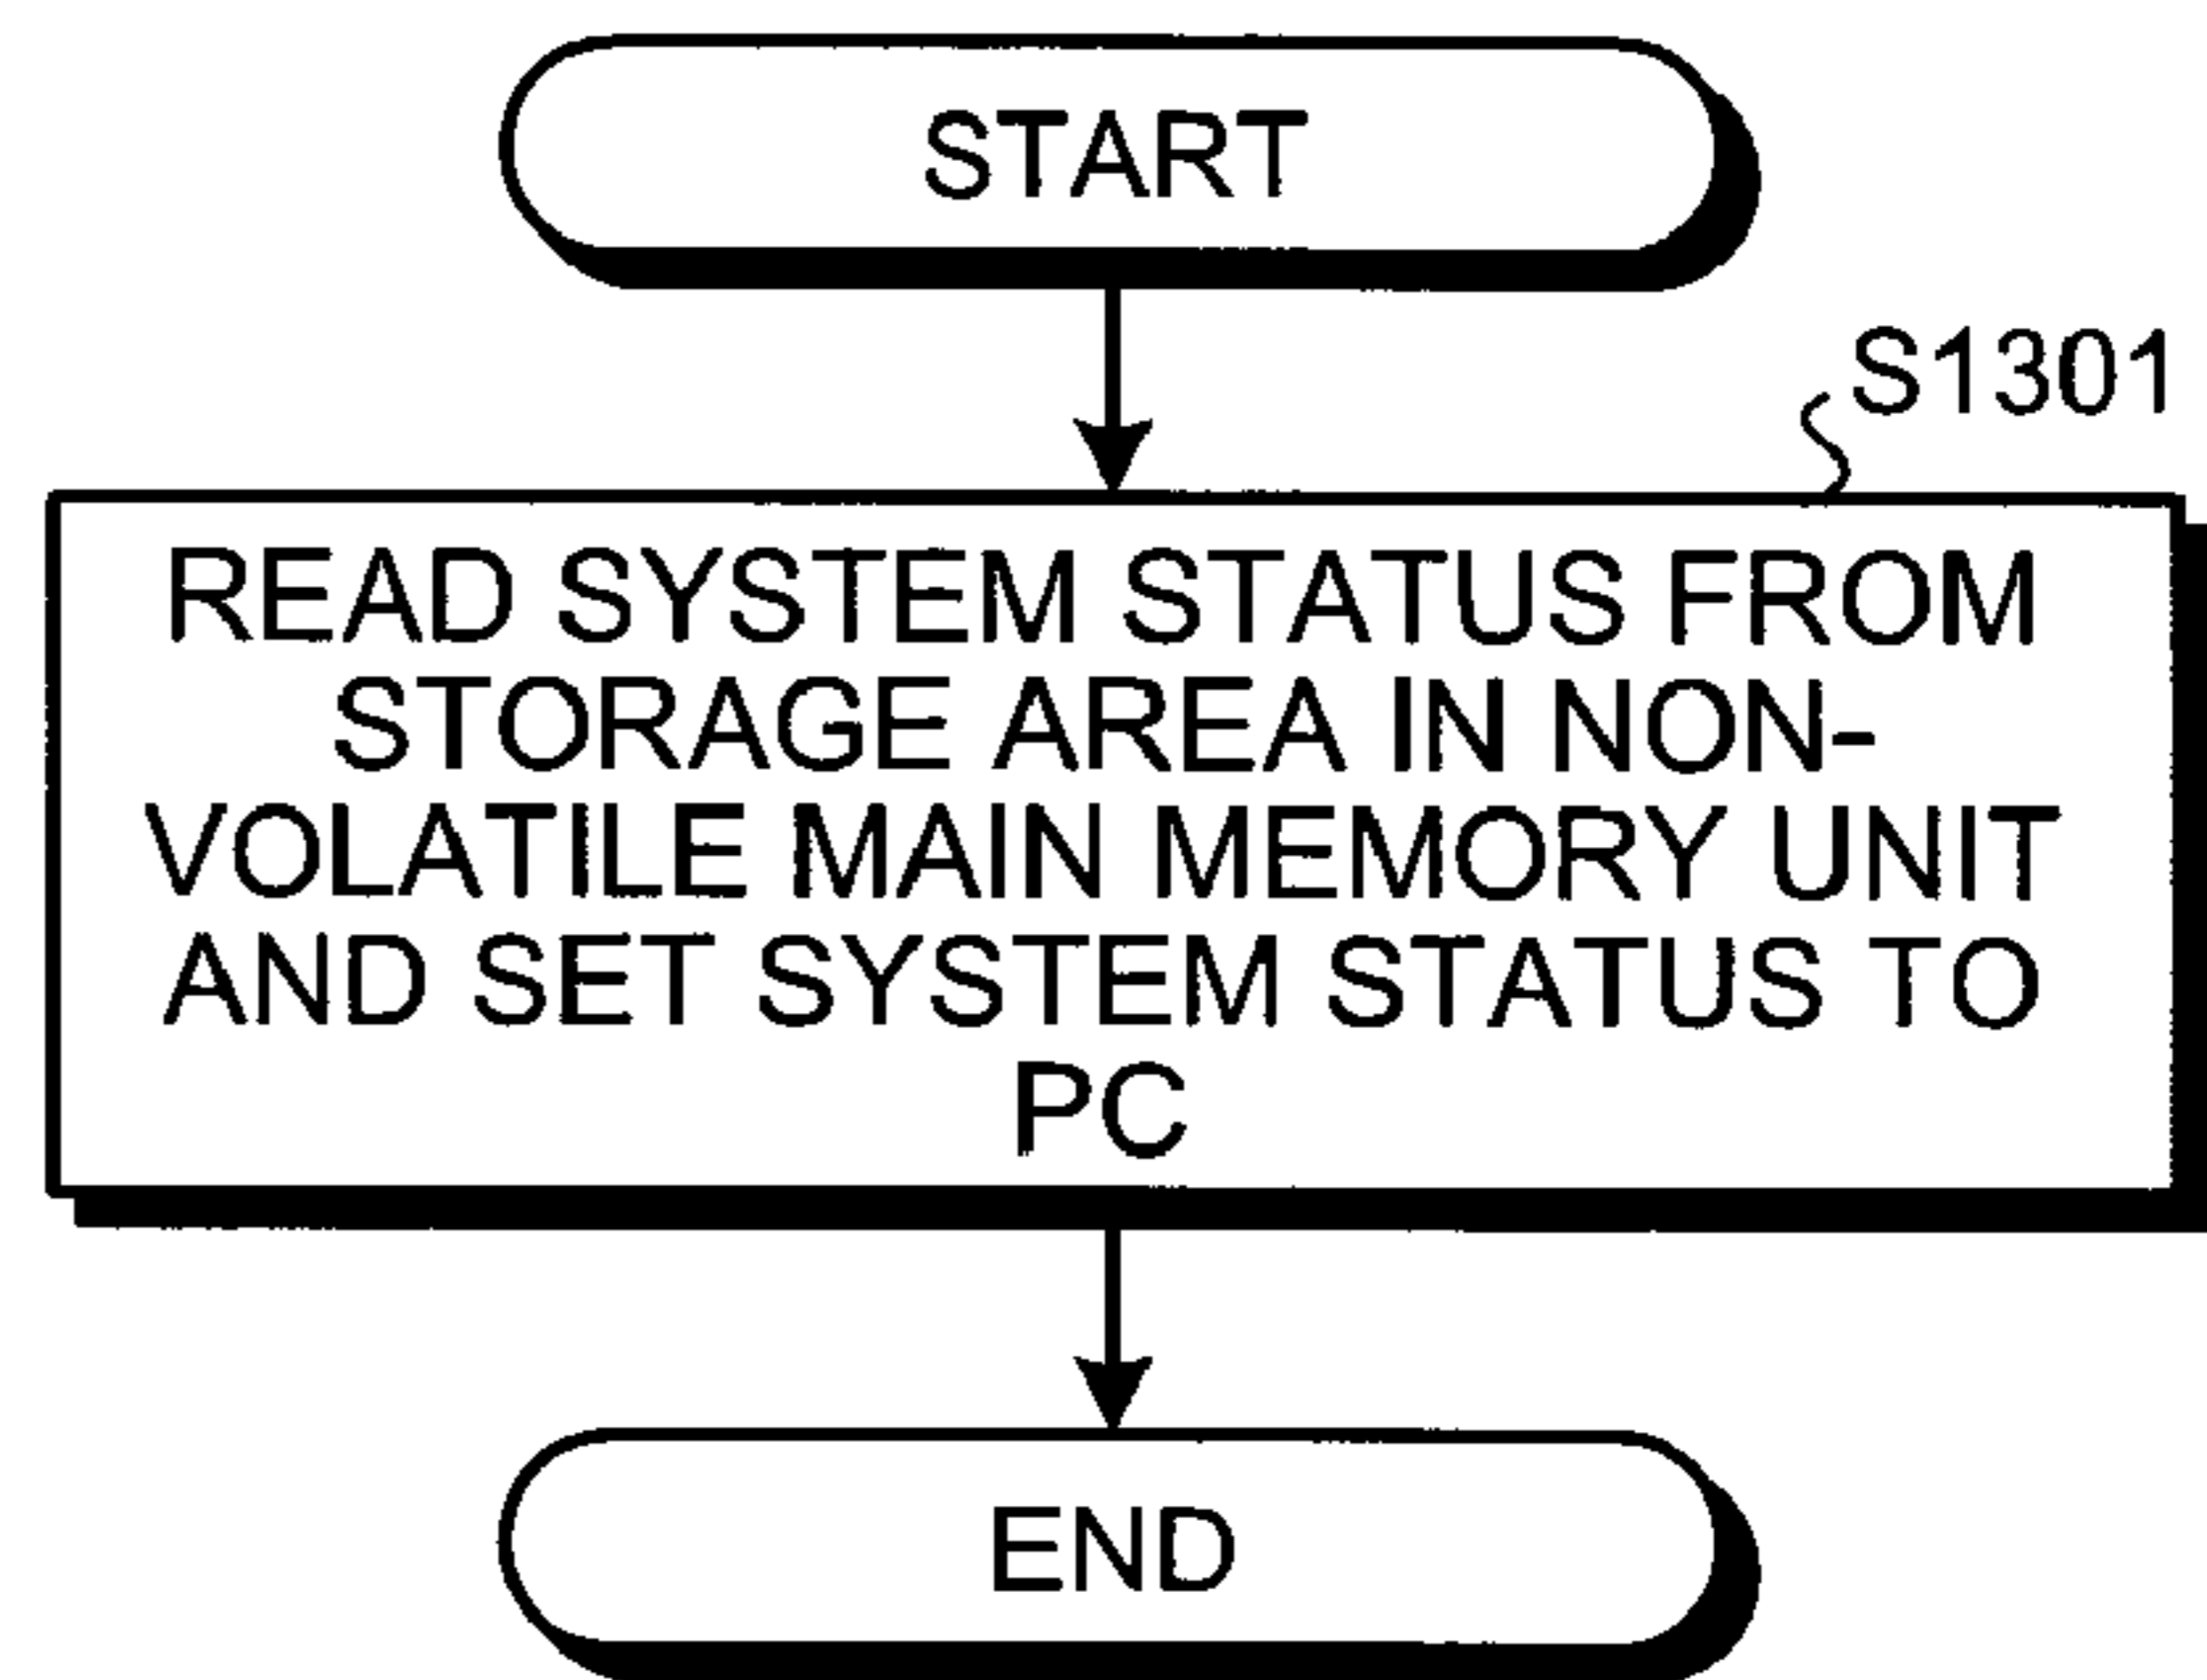 START
S1301
READ SYSTEM STATUS FROM
STORAGE AREA IN NON-
VOLATILE MAIN MEMORY UNIT
AND SET SYSTEM STATUS TO
PC
END